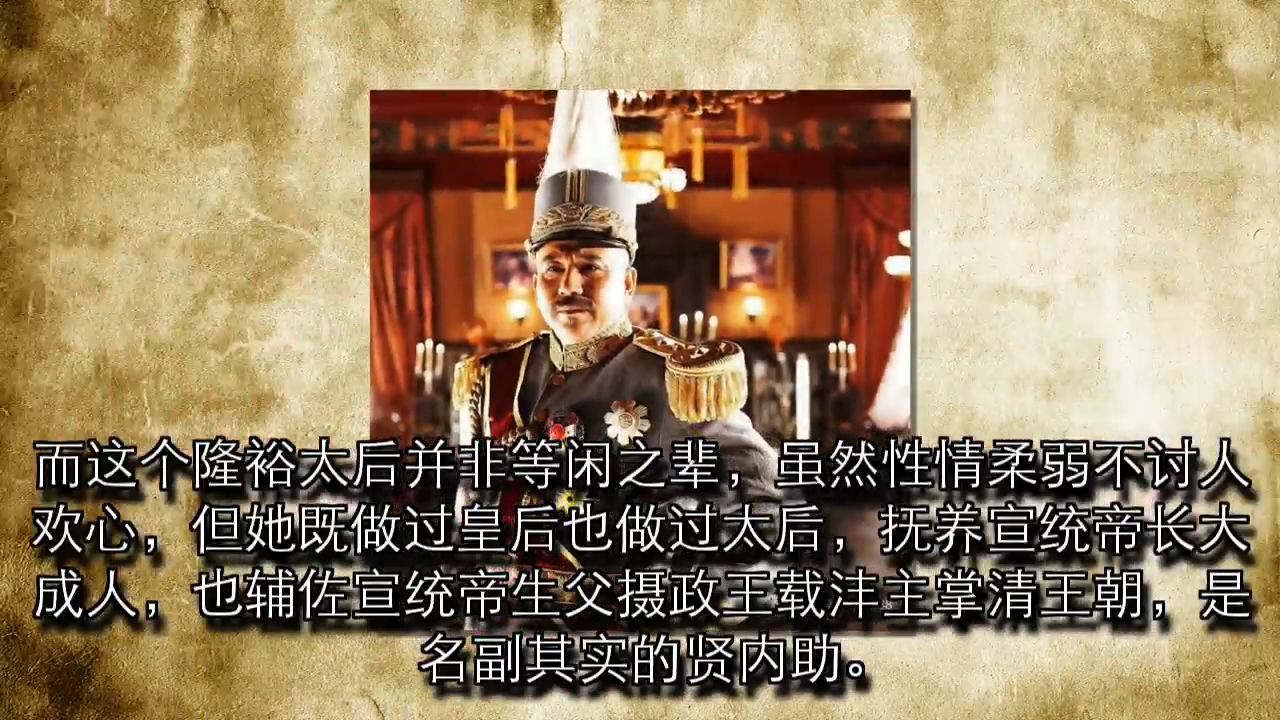 而这个隆裕太后并非等闲之辈，虽然性情柔弱不讨人
欢心，但她既做过皇后也做过太后，抚养宣统帝长大
成人，也辅佐宣统帝生父摄政王载沣主掌清王朝，是
名副其实的贤内助。